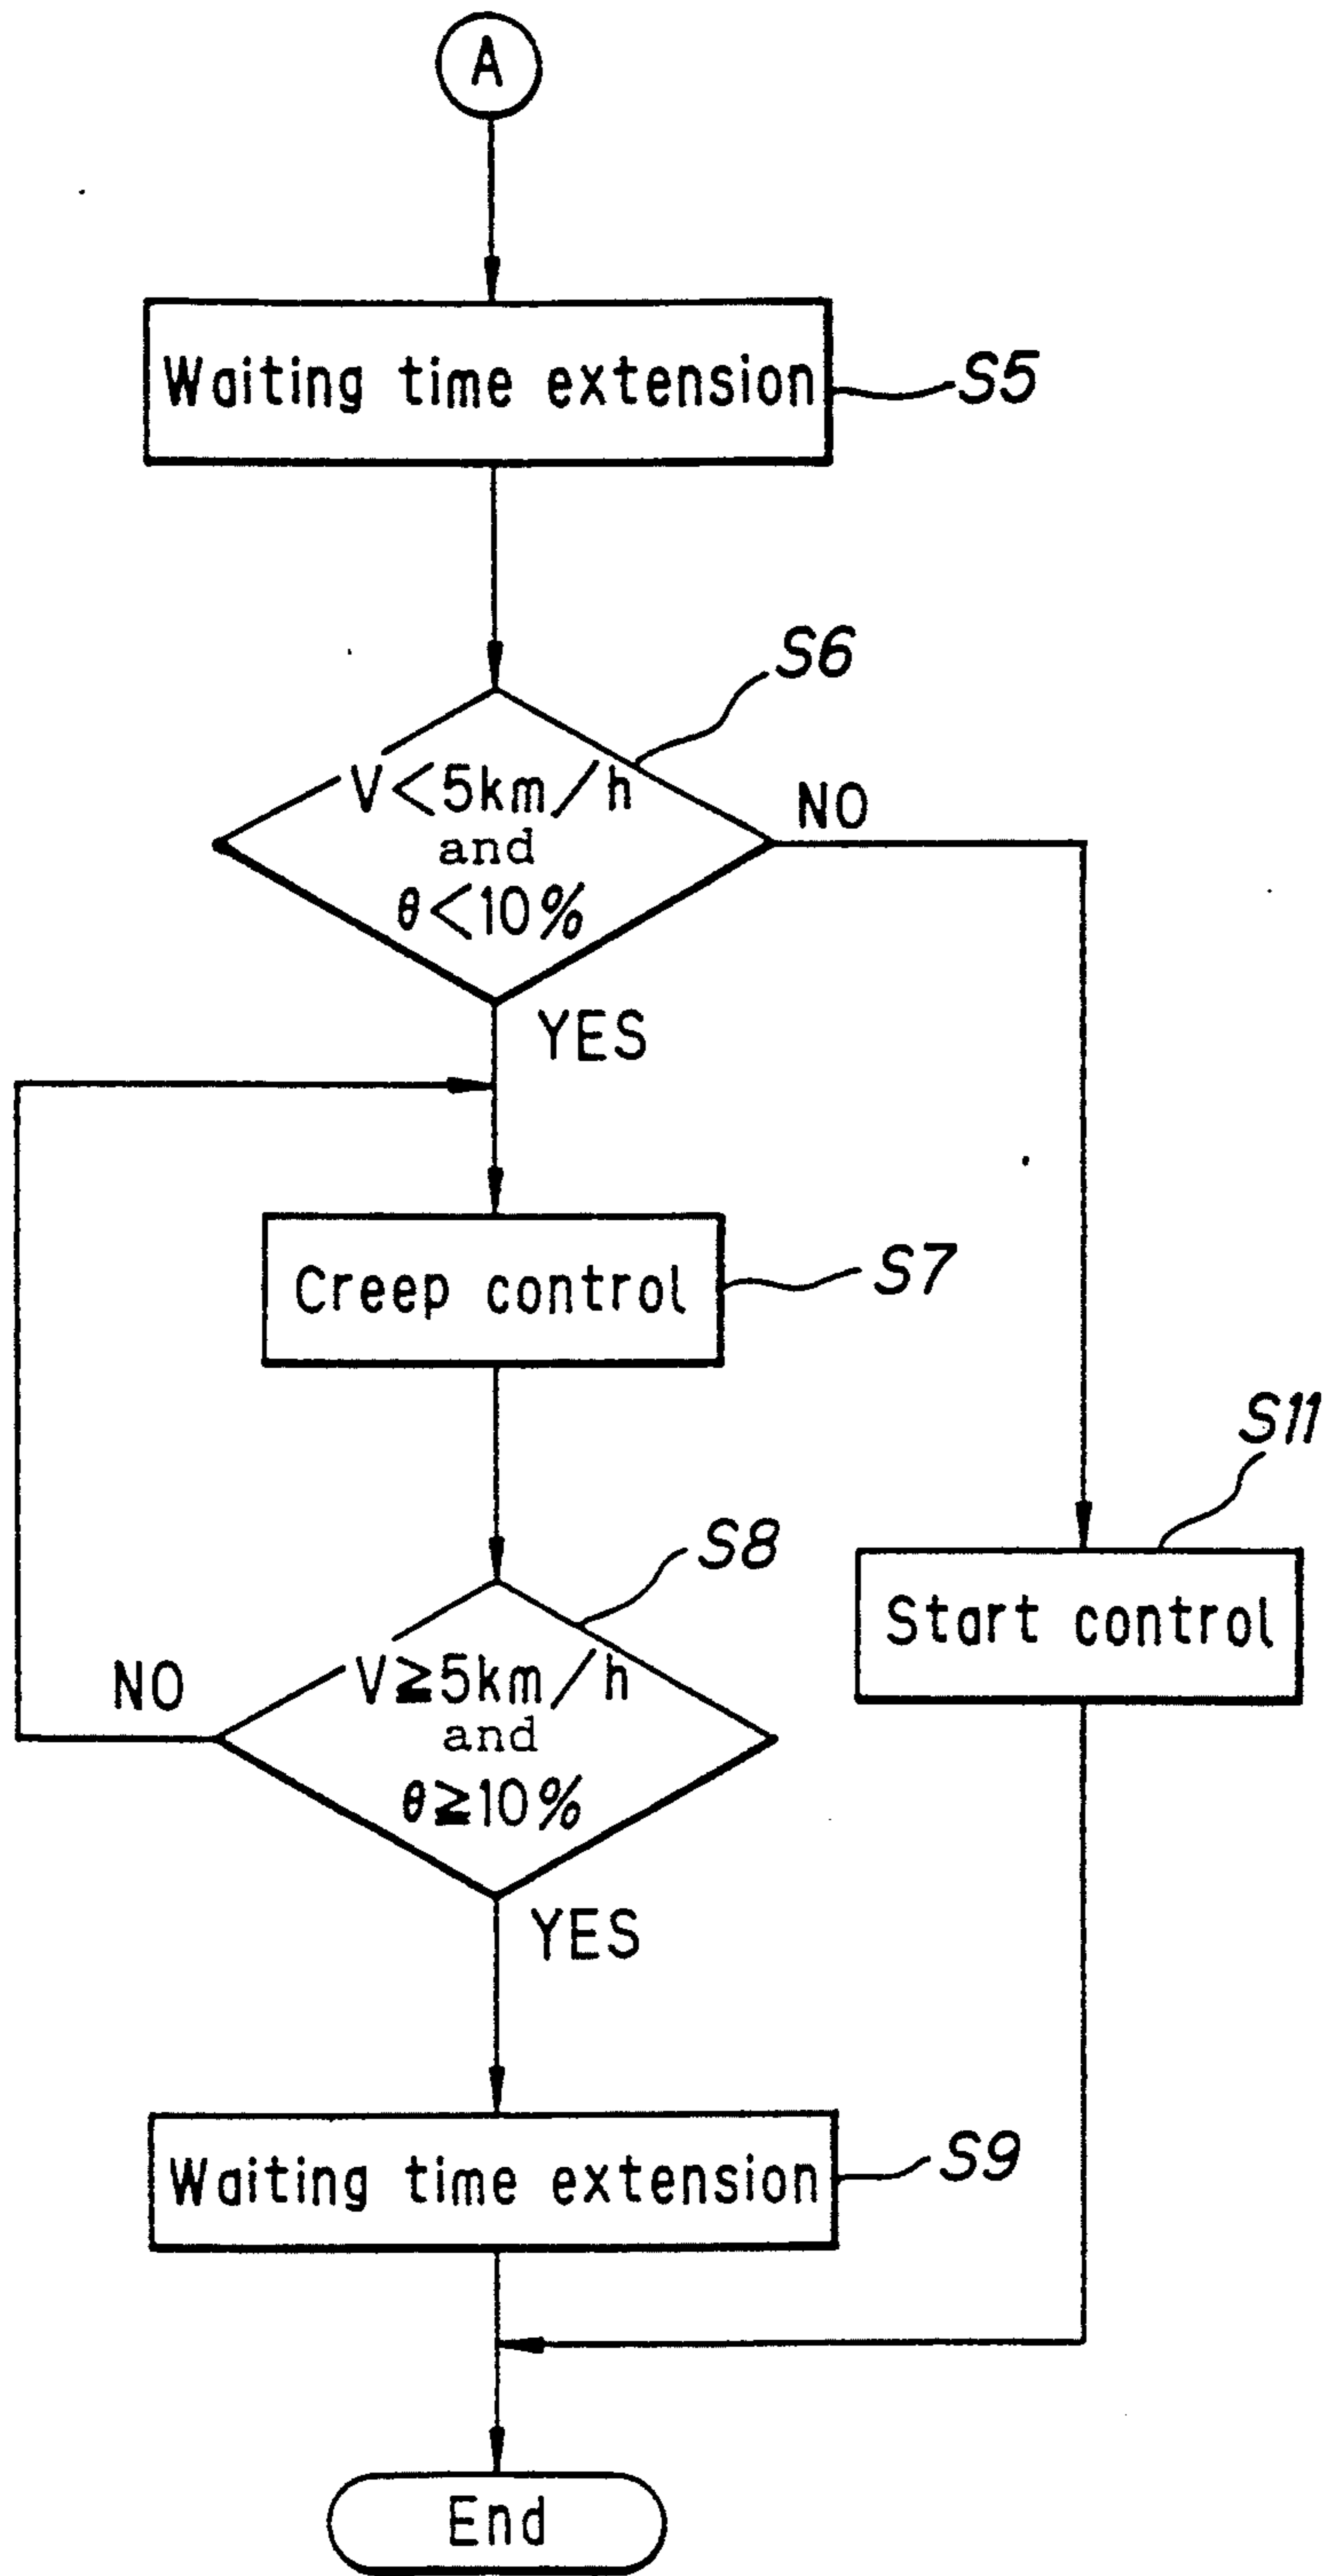 A
Waiting time extension
S5
S6
V<5km/h
and
θ<10%
NO
YES
Creep control
S7
S11
Start control
S8
V≧5km/h
and
θ≧10%
NO
YES
Waiting time extension
S9
End